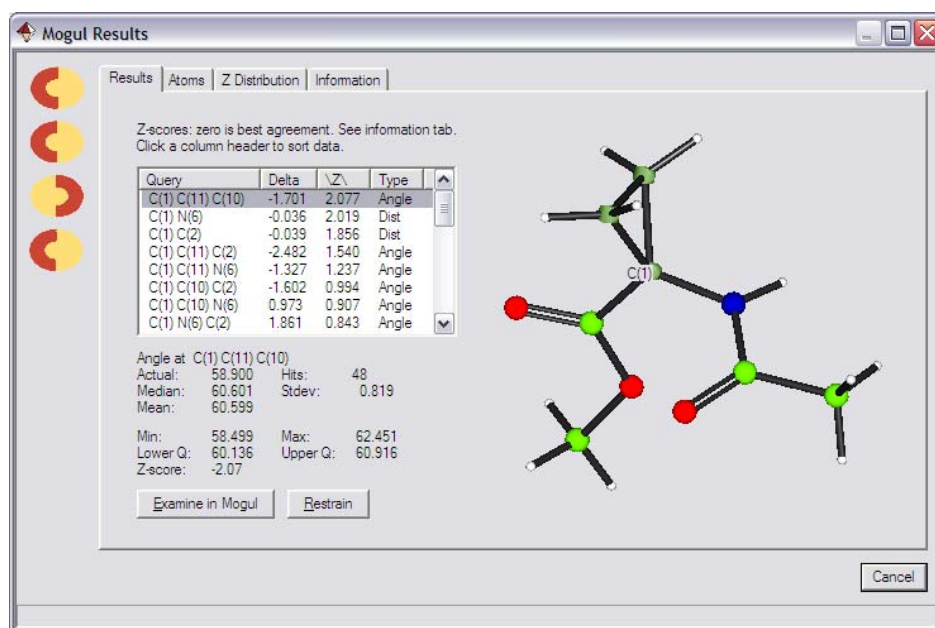 Mogul Results
Results Atoms Z Distribution Information
Z-scores: zero is best agreement. See information tab.
Click a column header to sort data.
Query Delta \Z\ Type
C(1) C(11) C(10) -1.701 2.077 Angle
C(1) N(6) -0.036 2.019 Dist
C(1) C(2) -0.039 1.856 Dist
C(1) C(11) C(2) -2.482 1.540 Angle
C(1) C(11) N(6) -1.327 1.237 Angle
C(1) C(10) C(2) -1.602 0.994 Angle
C(1) C(10) N(6) 0.973 0.907 Angle
C(1) N(6) C(2) 1.861 0.843 Angle
C(1)
Angle at C(1) C(11) C(10)
Actual: 58.900 Hits: 48
Median: 60.601 Stdev: 0.819
Mean: 60.599
Min: 58.499 Max: 62.451
Lower Q: 60.136 Upper Q: 60.916
Z-score: -2.07
Examine in Mogul Restrain
Cancel